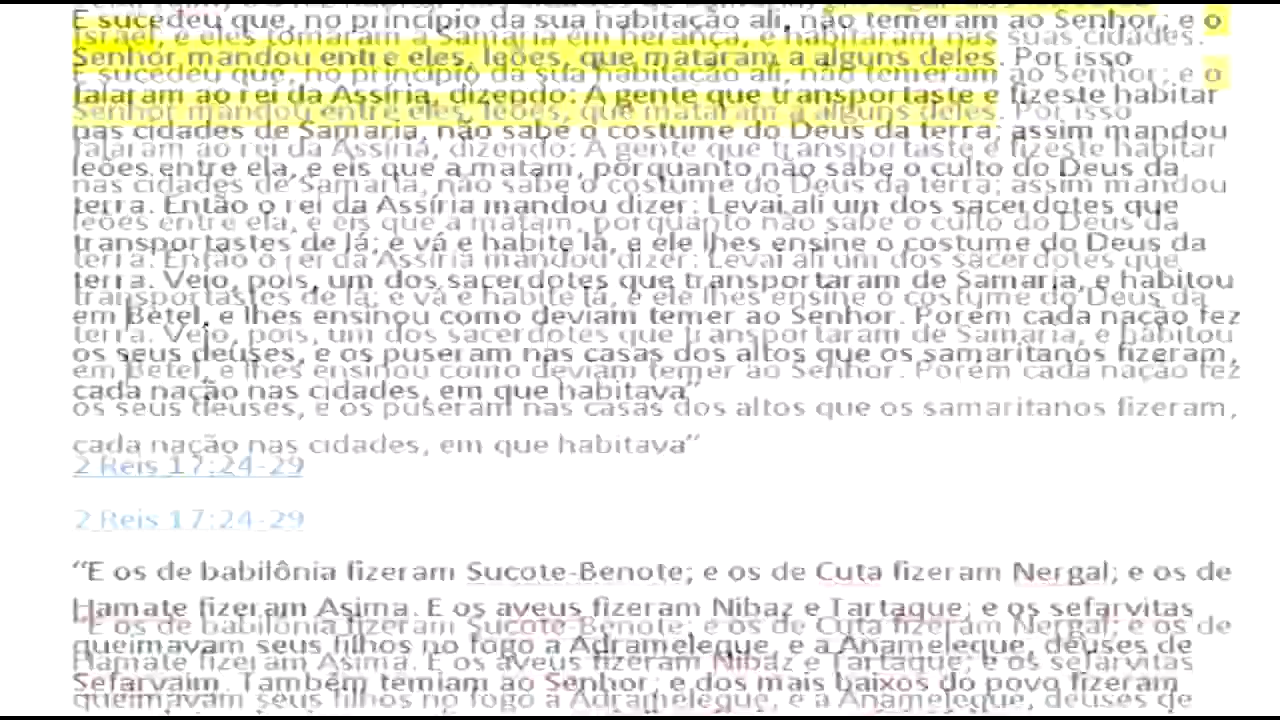 E sucedeu que, no princípio da sua habitação ali, não temeram ao Senhor; e o
Senhor mandou entre eles, leões, que mataram a alguns deles. Por isso
falaram ao rei da Assíria, dizendo: A gente que transportaste e fizeste habitar
nas cidades de Samaria, não sabe o costume do Deus da terra; assim mandou
leões entre ela, e eis que a matam, porquanto não sabe o culto do Deus da
terra. Então o rei da Assíria mandou dizer: Levai ali um dos sacerdotes que
transportastes de lá; e vá e habite lá, e ele lhes ensine o costume do Deus da
terra. Veio, pois, um dos sacerdotes que transportaram de Samaria, e habitou
em Betel, e lhes ensinou como deviam temer ao Senhor. Porém cada nação fez
os seus deuses, e os puseram nas casas dos altos que os samaritanos fizeram,
cada nação nas cidades, em que habitava”
2 Reis 17:24-29
“E os de babilônia fizeram Sucote-Benote; e os de Cuta fizeram Nergal; e os de
Hamate fizeram Asima. E os aveus fizeram Nibaz e Tartaque; e os sefarvitas
queimavam seus filhos no fogo a Adrameleque, e a Anameleque, deuses de
Sefarvaim. Também temiam ao Senhor; e dos mais baixos do povo fizeram